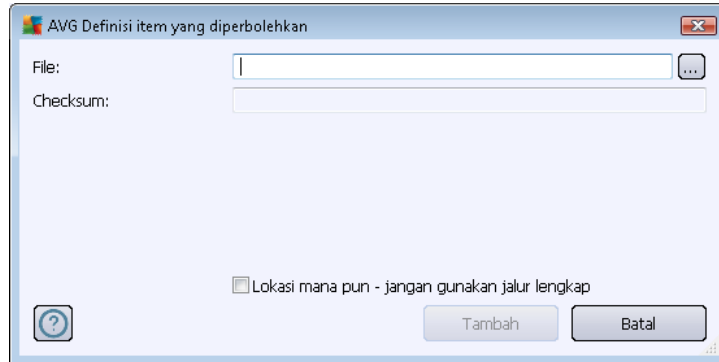 AVG Definisi item yang diperbolehkan
File:
...
Checksum:
Lokasi mana pun - jangan gunakan jalur lengkap
?
Tambah
Batal